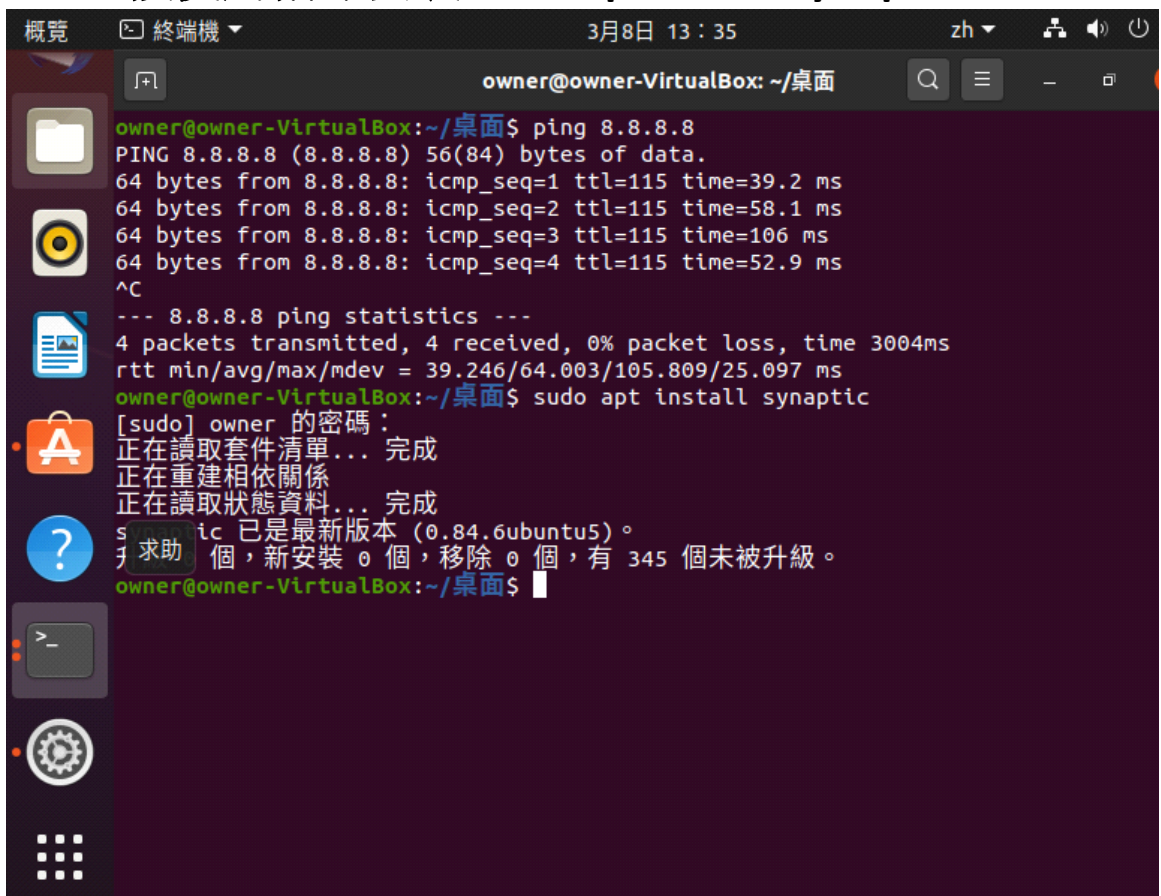 概覽 終端機 3月8日 13：35 zh
owner@owner-VirtualBox: ~/桌面
owner@owner-VirtualBox:~/桌面$ ping 8.8.8.8
PING 8.8.8.8 (8.8.8.8) 56(84) bytes of data.
64 bytes from 8.8.8.8: icmp_seq=1 ttl=115 time=39.2 ms
64 bytes from 8.8.8.8: icmp_seq=2 ttl=115 time=58.1 ms
64 bytes from 8.8.8.8: icmp_seq=3 ttl=115 time=106 ms
64 bytes from 8.8.8.8: icmp_seq=4 ttl=115 time=52.9 ms
^C
--- 8.8.8.8 ping statistics ---
4 packets transmitted, 4 received, 0% packet loss, time 3004ms
rtt min/avg/max/mdev = 39.246/64.003/105.809/25.097 ms
owner@owner-VirtualBox:~/桌面$ sudo apt install synaptic
[sudo] owner 的密碼：
正在讀取套件清單... 完成
正在重建相依關係
正在讀取狀態資料... 完成
synaptic 已是最新版本 (0.84.6ubuntu5)。
求助
個，新安裝 0 個，移除 0 個，有 345 個未被升級。
owner@owner-VirtualBox:~/桌面$